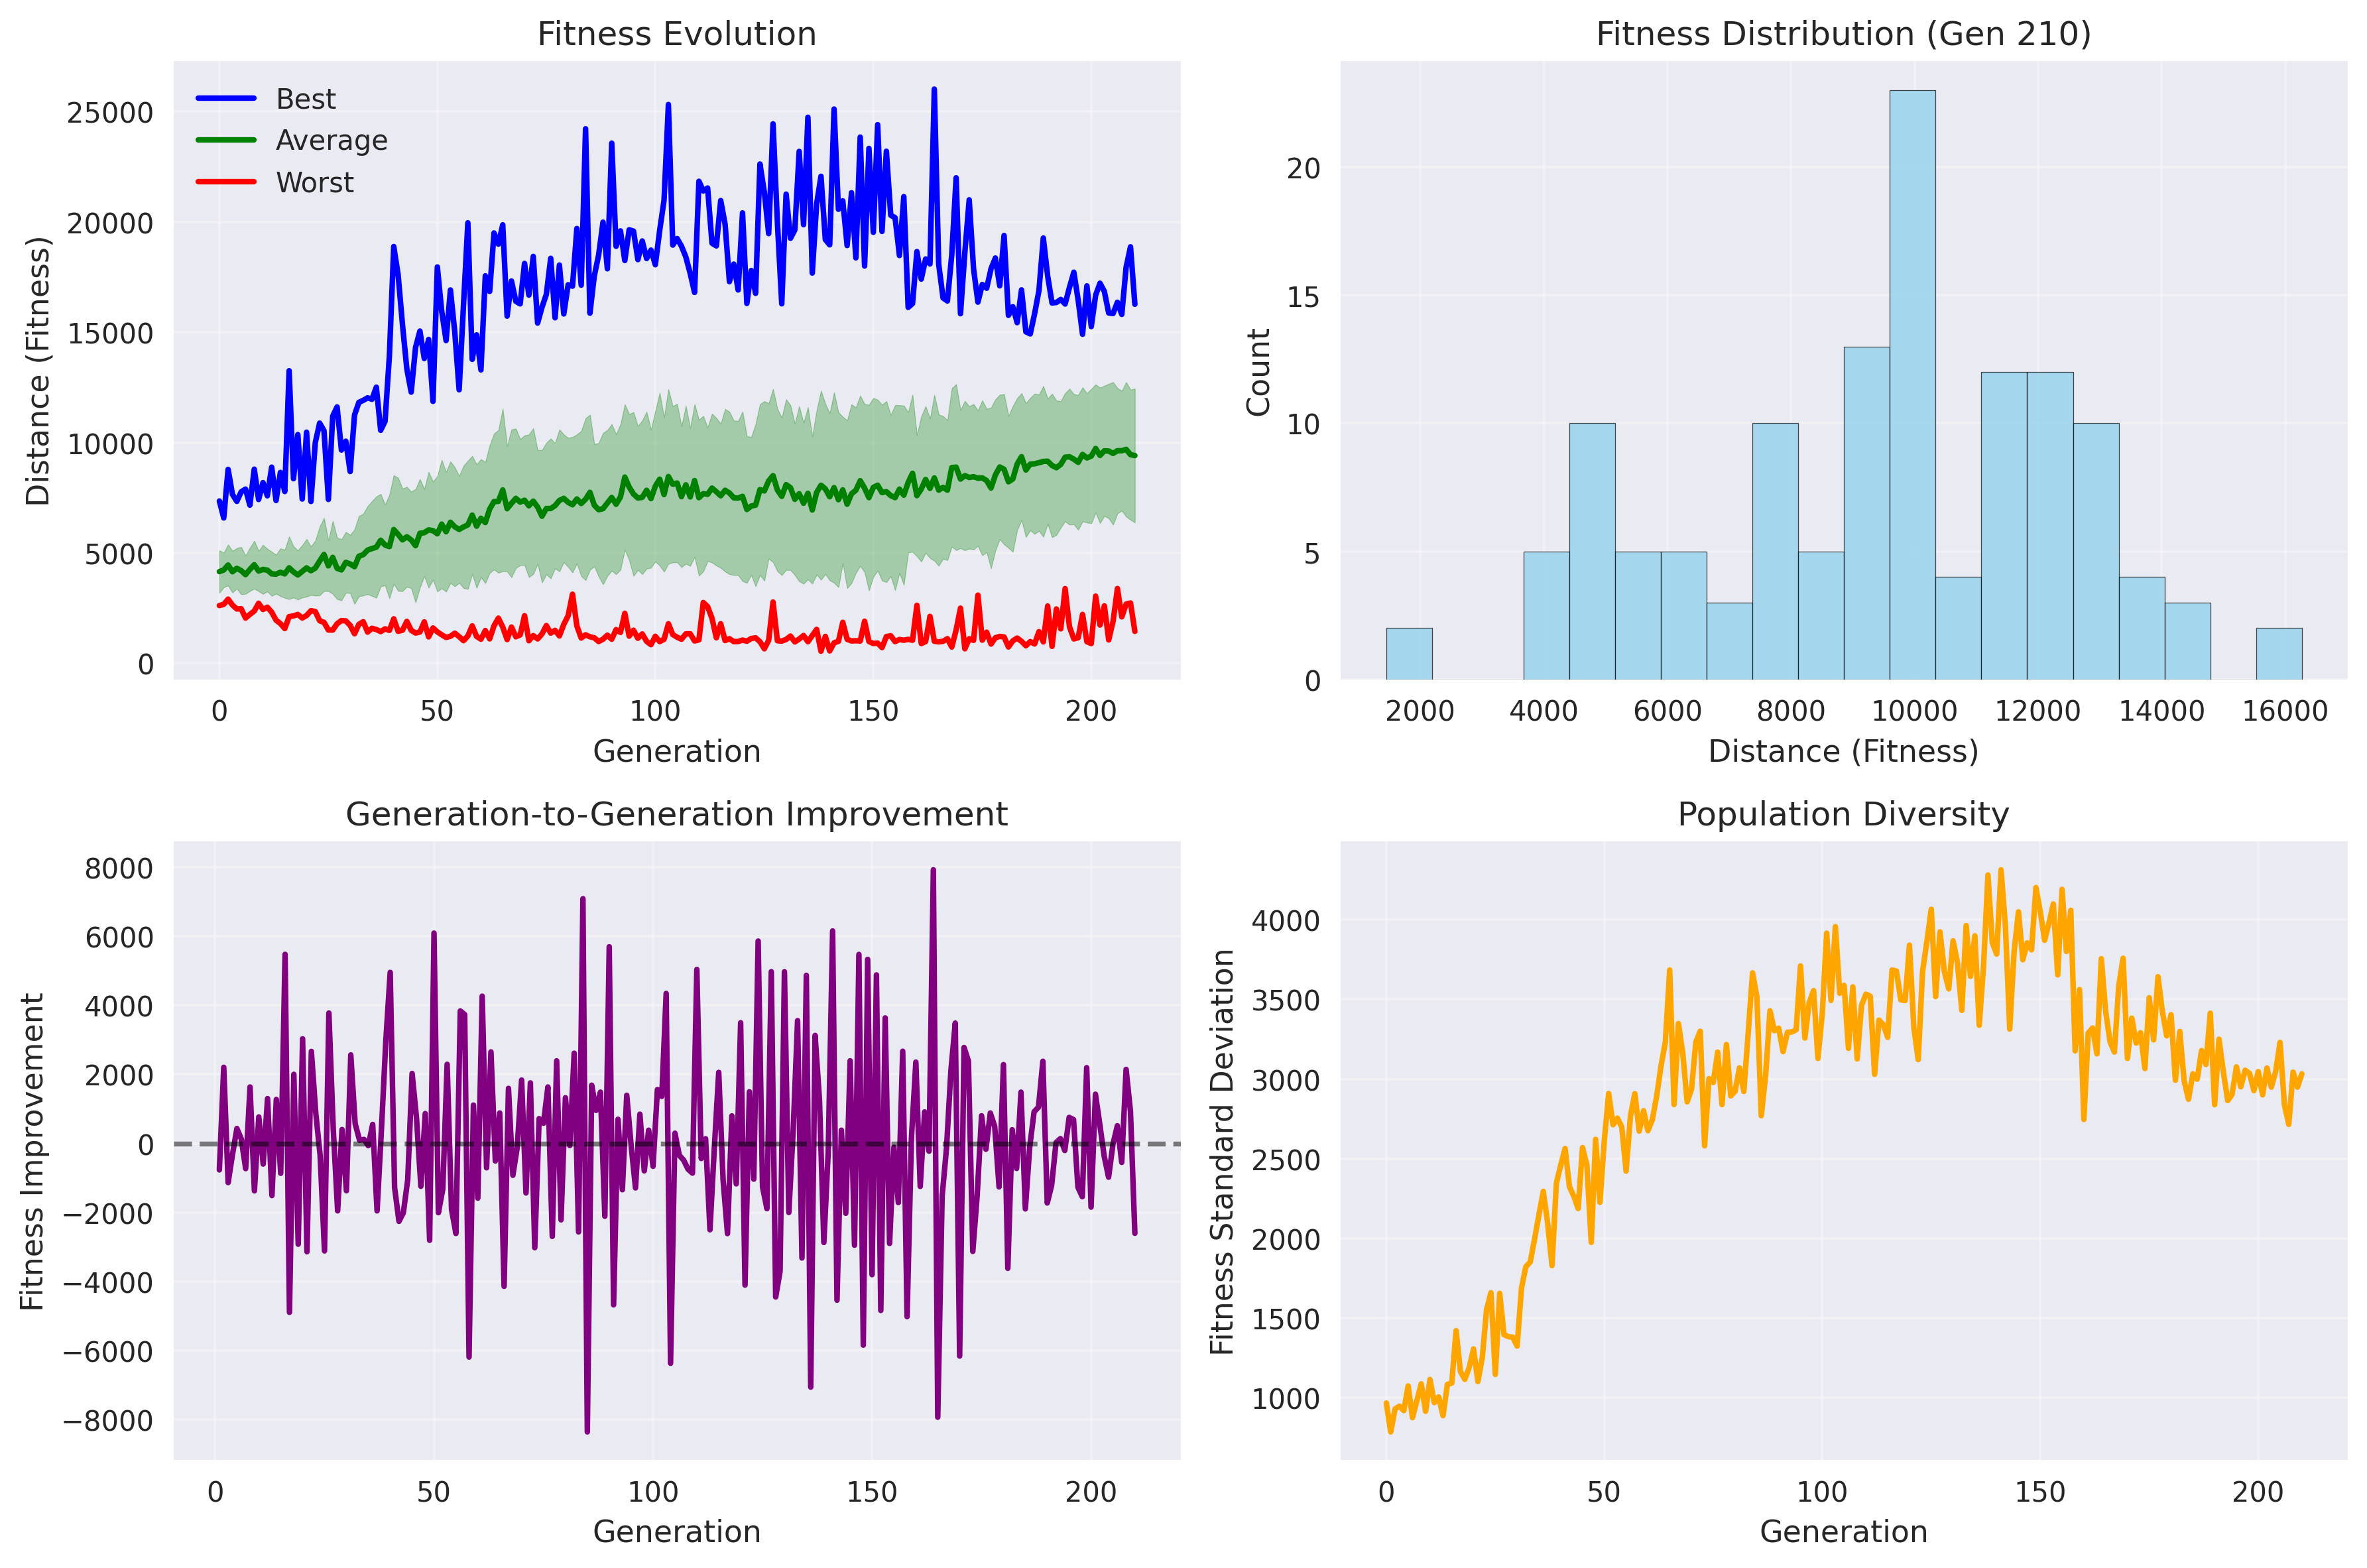 Fitness Evolution
Best
Average
Worst
25000
20000
15000
10000
5000
0
Distance (Fitness)
0 50 100 150 200
Generation
Fitness Distribution (Gen 210)
20
15
10
5
0
Count
2000 4000 6000 8000 10000 12000 14000 16000
Distance (Fitness)
Generation-to-Generation Improvement
8000
6000
4000
2000
0
−2000
−4000
−6000
−8000
Fitness Improvement
0 50 100 150 200
Generation
Population Diversity
4000
3500
3000
2500
2000
1500
1000
Fitness Standard Deviation
0 50 100 150 200
Generation